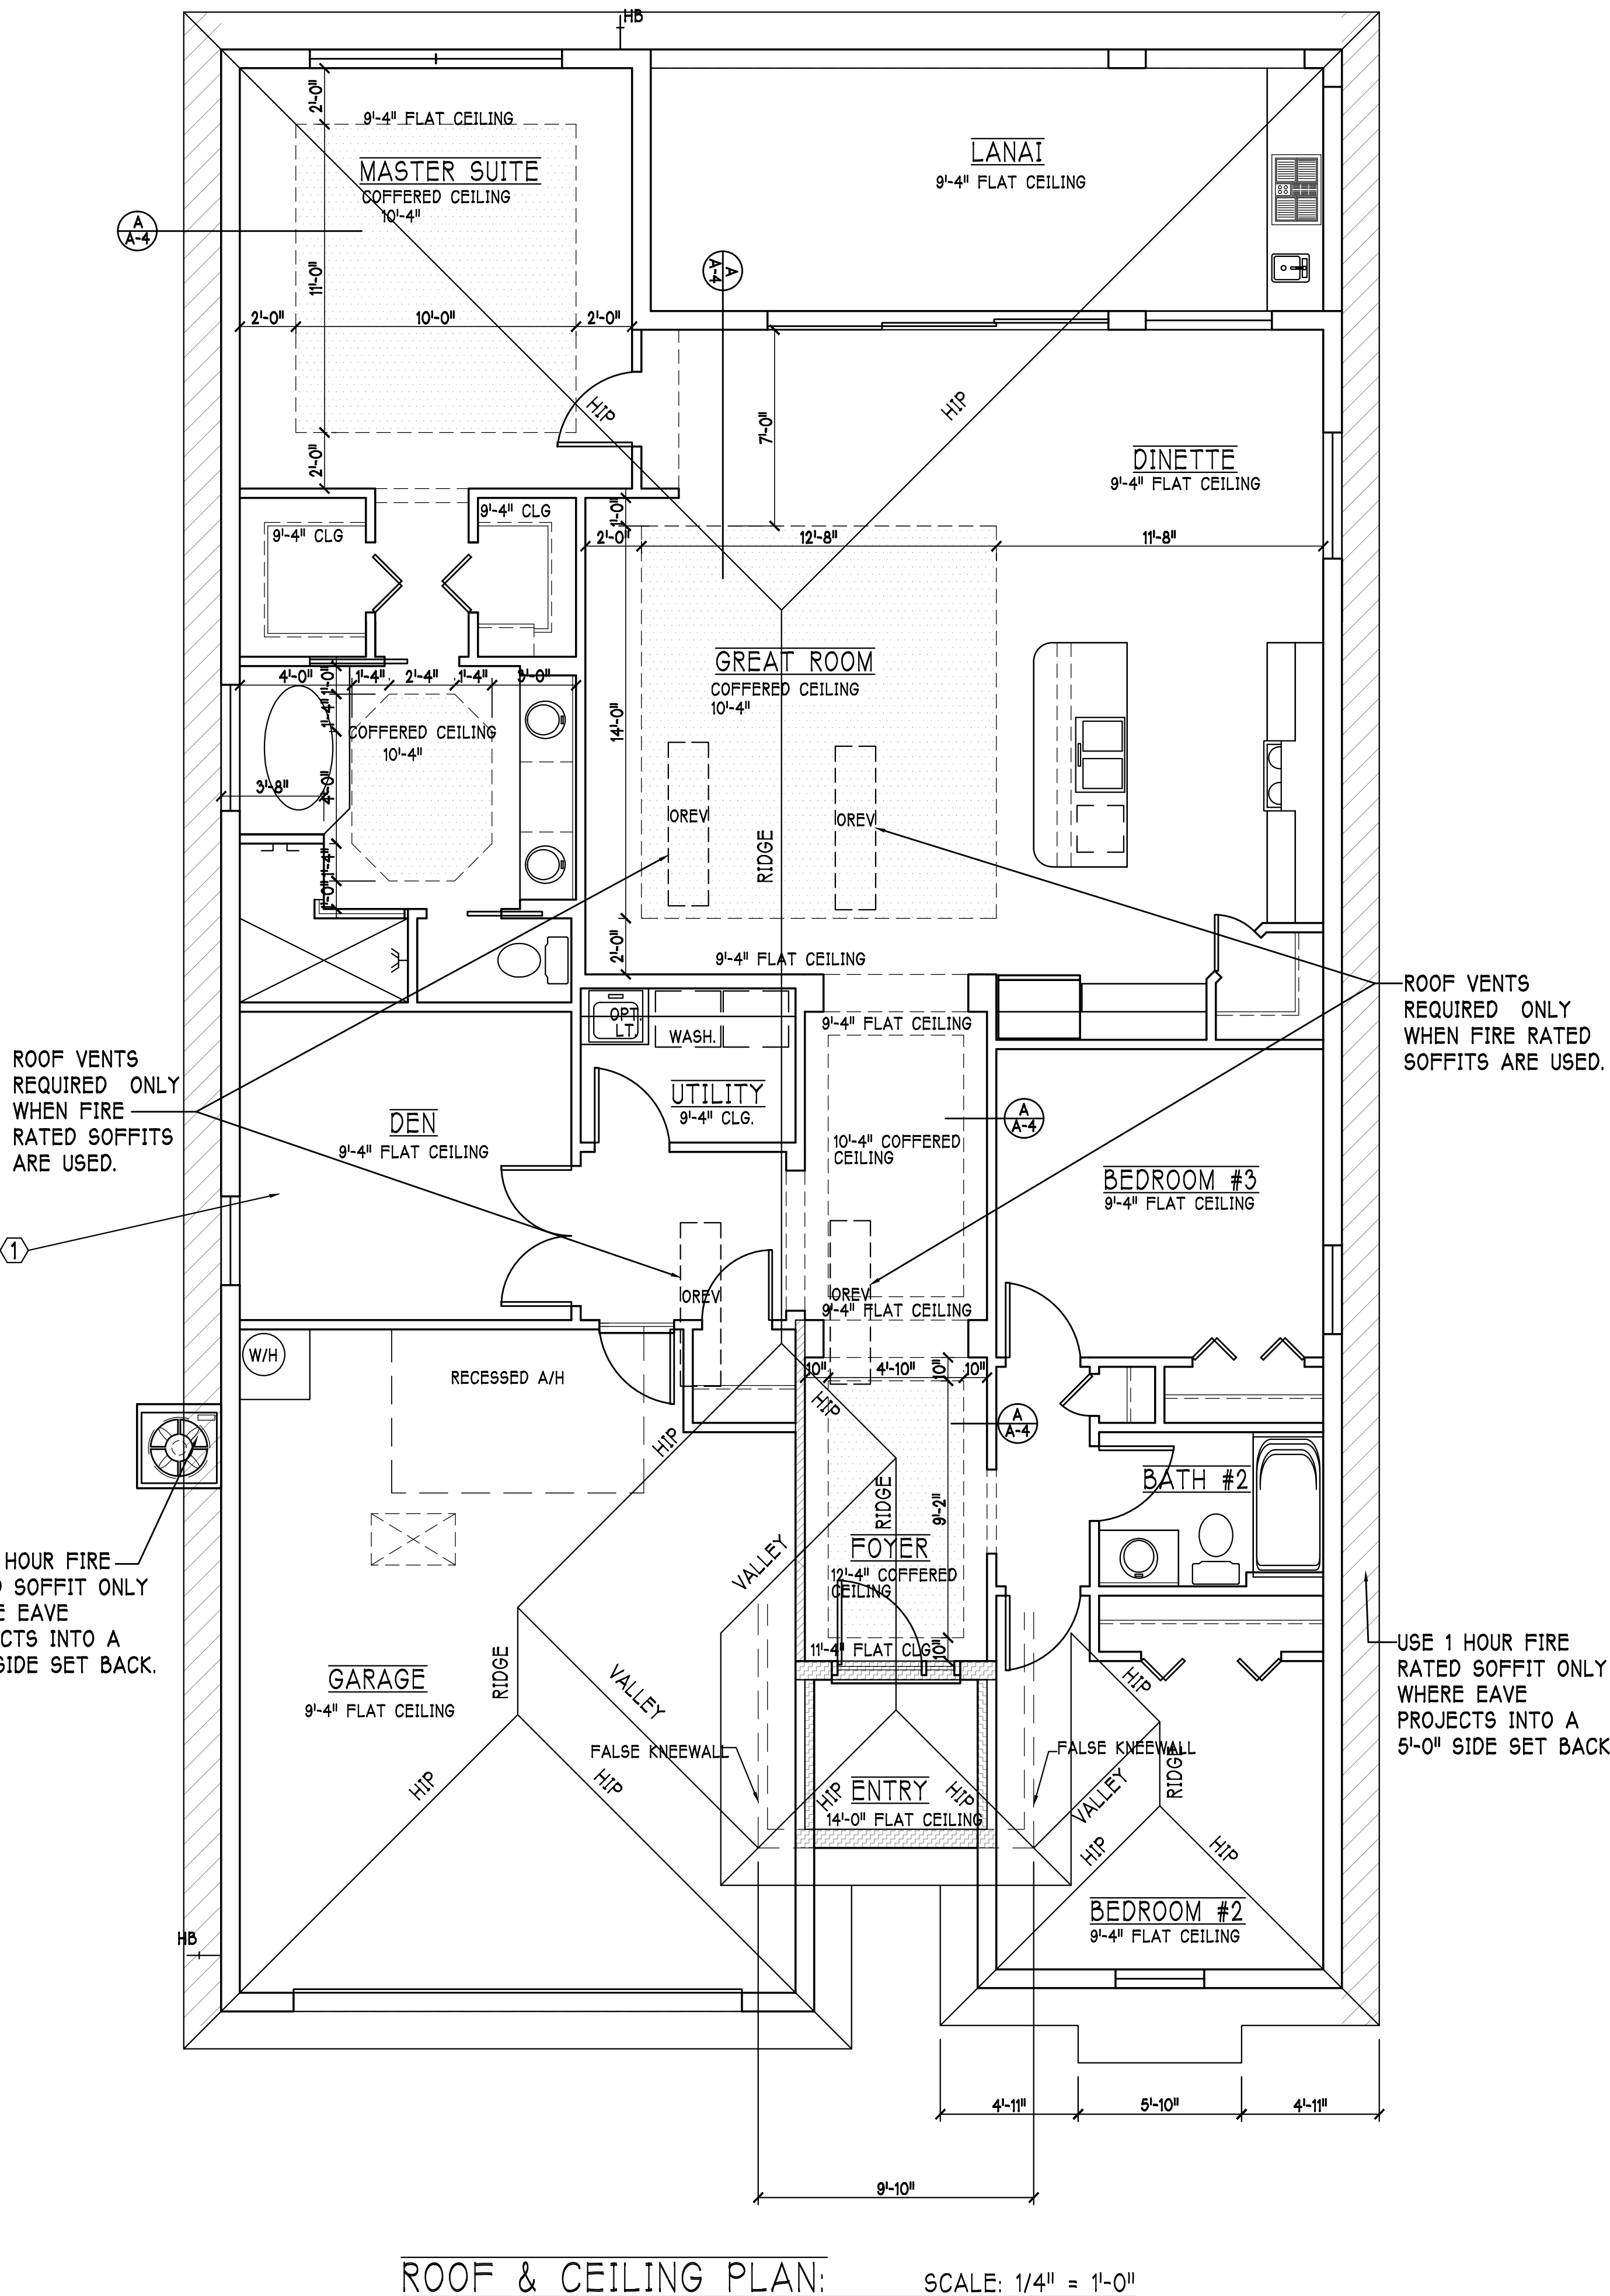 HB
2'-0"
9'-4" FLAT CEILING
MASTER SUITE
COFFERED CEILING
10'-4"
LANAI
9'-4" FLAT CEILING
A
A-4
A
A-4
11'-0"
2'-0"
10'-0"
2'-0"
HIP
HIP
7'-0"
2'-0"
DINETTE
9'-4" FLAT CEILING
9'-4" CLG
9'-4" CLG
1'-0"
2'-0"
12'-8"
11'-8"
GREAT ROOM
COFFERED CEILING
10'-4"
4'-0"
1'-4"
2'-4"
1'-4"
3'-0"
1'-0"
1'-4"
COFFERED CEILING
10'-4"
14'-0"
3'-8"
4'-0"
OREV
OREV
RIDGE
1'-4"
1'-0"
2'-0"
9'-4" FLAT CEILING
ROOF VENTS
REQUIRED ONLY
WHEN FIRE RATED
SOFFITS ARE USED.
OPT.
LT.
WASH.
9'-4" FLAT CEILING
ROOF VENTS
REQUIRED ONLY
WHEN FIRE
RATED SOFFITS
ARE USED.
UTILITY
9'-4" CLG.
DEN
9'-4" FLAT CEILING
A
A-4
10'-4" COFFERED
CEILING
BEDROOM #3
9'-4" FLAT CEILING
1
OREV
OREV
9'-4" FLAT CEILING
W/H
RECESSED A/H
10"
4'-10"
10"
10"
HIP
HIP
A
A-4
BATH #2
RIDGE
9'-2"
VALLEY
FOYER
12'-4" COFFERED
CEILING
HOUR FIRE
SOFFIT ONLY
EAVE
CTS INTO A
SIDE SET BACK.
11'-4" FLAT CLG
10"
USE 1 HOUR FIRE
RATED SOFFIT ONLY
WHERE EAVE
PROJECTS INTO A
5'-0" SIDE SET BACK
GARAGE
9'-4" FLAT CEILING
RIDGE
VALLEY
HIP
FALSE KNEEWALL
FALSE KNEEWALL
RIDGE
HIP
HIP
ENTRY
14'-0" FLAT CEILING
HIP
HIP
VALLEY
HIP
HIP
BEDROOM #2
9'-4" FLAT CEILING
HB
4'-11"
5'-10"
4'-11"
9'-10"
ROOF & CEILING PLAN:
SCALE: 1/4" = 1'-0"